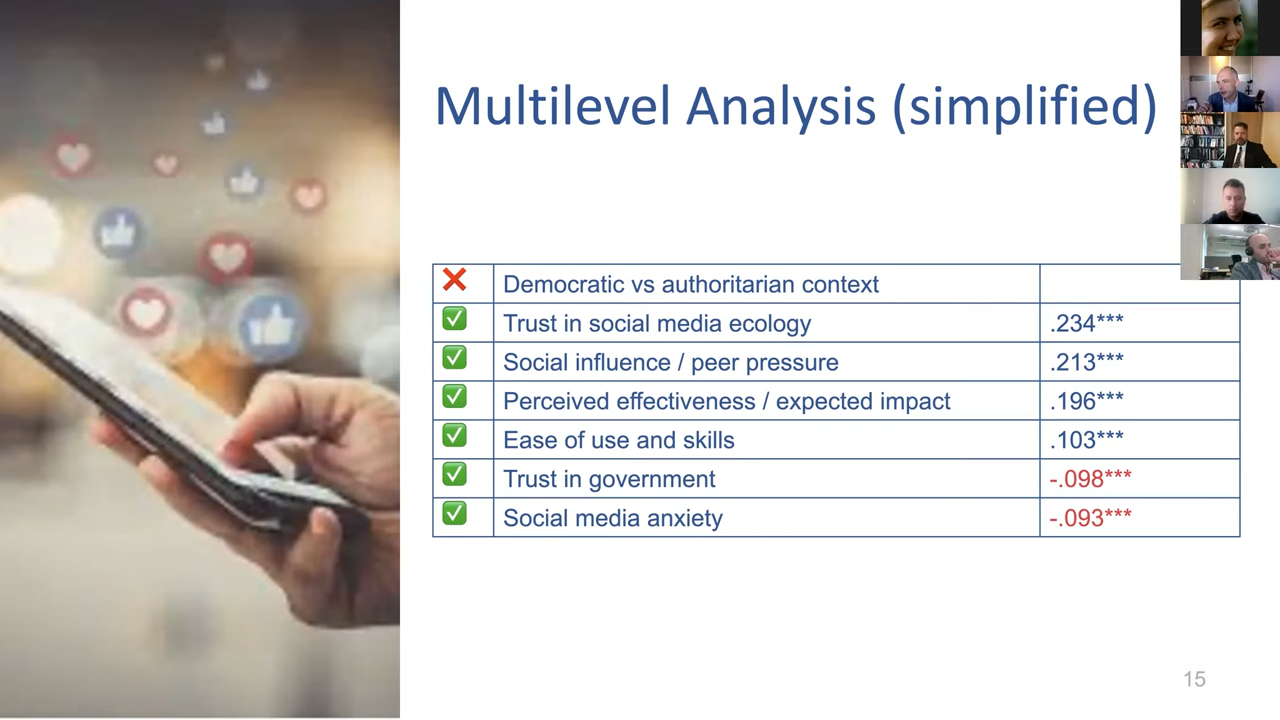 Multilevel Analysis (simplified)
❌ Democratic vs authoritarian context
✅ Trust in social media ecology .234***
✅ Social influence / peer pressure .213***
✅ Perceived effectiveness / expected impact .196***
✅ Ease of use and skills .103***
✅ Trust in government -.098***
✅ Social media anxiety -.093***
15